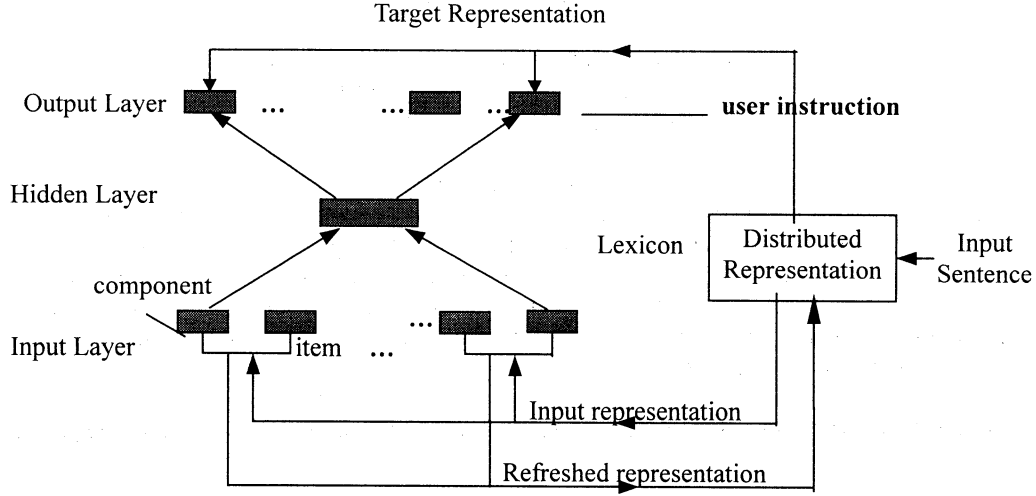 Target Representation
Output Layer
...
...
...
user instruction
Hidden Layer
Lexicon
Distributed
Representation
Input
Sentence
component
...
Input Layer
item
...
Input representation
Refreshed representation